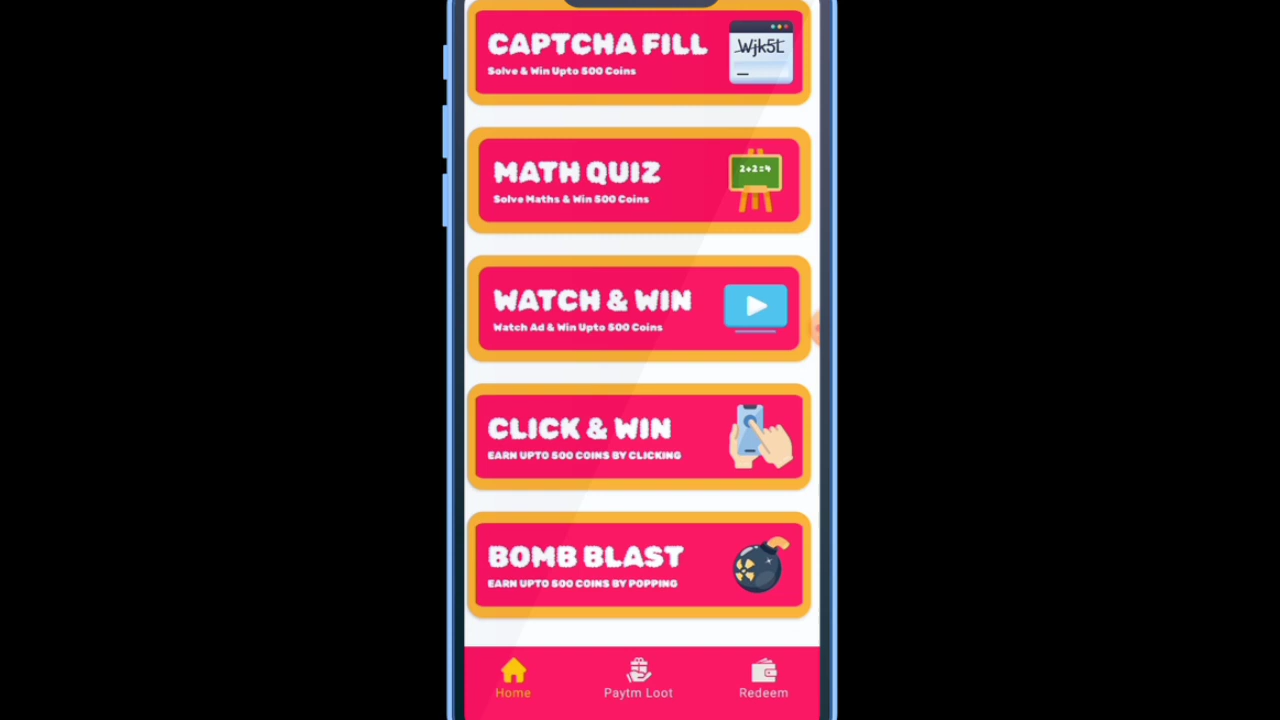 CAPTCHA FILL
Solve & Win Upto 500 Coins
Wjk5L
MATH QUIZ
Solve Maths & Win 500 Coins
2+2=4
WATCH & WIN
Watch Ad & Win Upto 500 Coins
CLICK & WIN
EARN UPTO 500 COINS BY CLICKING
BOMB BLAST
EARN UPTO 500 COINS BY POPPING
Home
Paytm Loot
Redeem